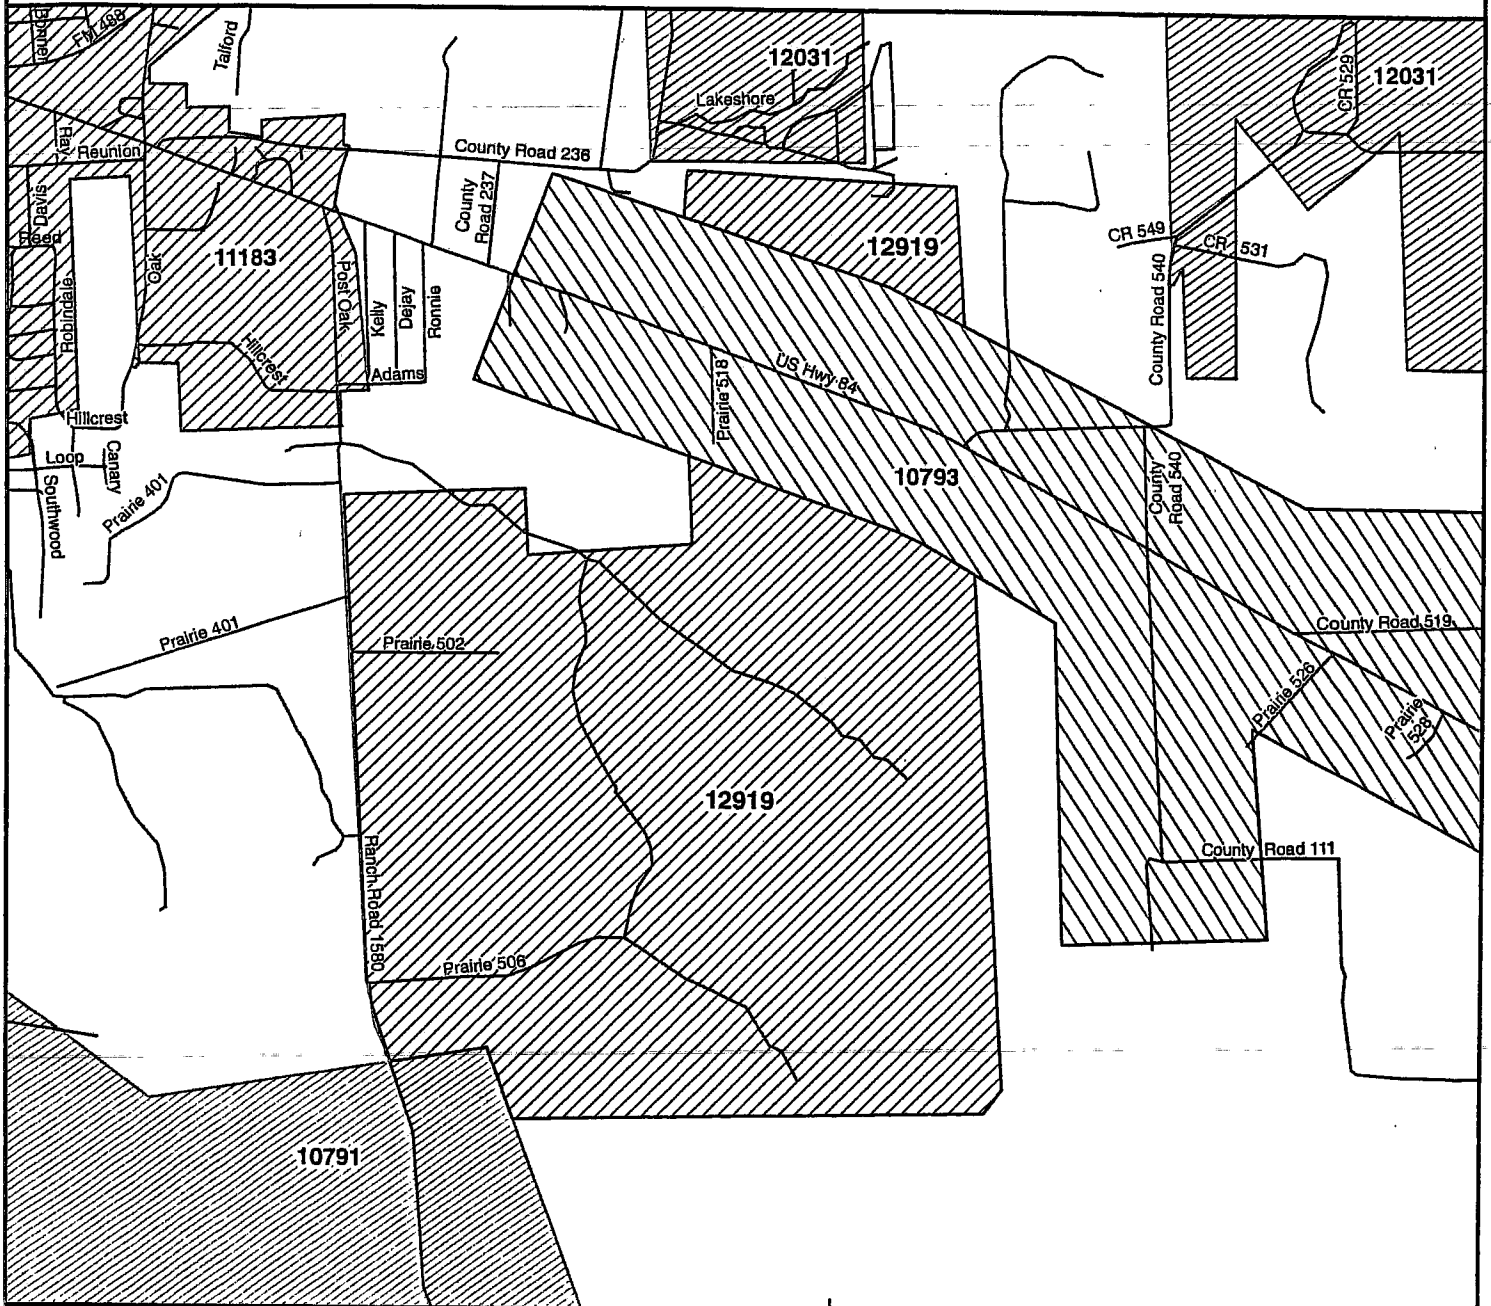 Bonner
FM 488
Talford
12031
Lakeshore
CR 529
12031
Ray
Reunion
County Road 236
County
Road 237
Davis
Reed
12919
CR 549
CR 531
11183
Oak
Post Oak
Kelly
Dejay
Ronnie
County Road 540
Robindale
Hillcrest
Adams
US Hwy 84
Prairie 518
Hillcrest
Loop
Canary
Southwood
Prairie 401
10793
County
Road 540
Prairie 401
Prairie 502
County Road 519
Prairie 526
Prairie
528
12919
Ranch Road 1580
County Road 111
Prairie 506
10791